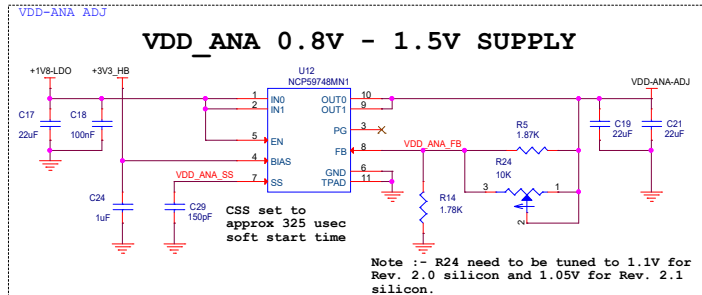 VDD-ANA ADJ
VDD_ANA 0.8V - 1.5V SUPPLY
+1V8-LDO
+3V3_HB
U12
NCP59748MN1
VDD-ANA-ADJ
1
IN0
OUT0
10
2
IN1
OUT1
9
C17
22uF
C18
100nF
PG
3
R5
1.87K
C19
22uF
C21
22uF
5
EN
FB
8
VDD_ANA_FB
4
BIAS
R24
10K
GND
6
VDD_ANA_SS
7
SS
TPAD
11
3
1
2
C24
1uF
C29
150pF
R14
1.78K
CSS set to
approx 325 usec
soft start time
Note :- R24 need to be tuned to 1.1V for
Rev. 2.0 silicon and 1.05V for Rev. 2.1
silicon.